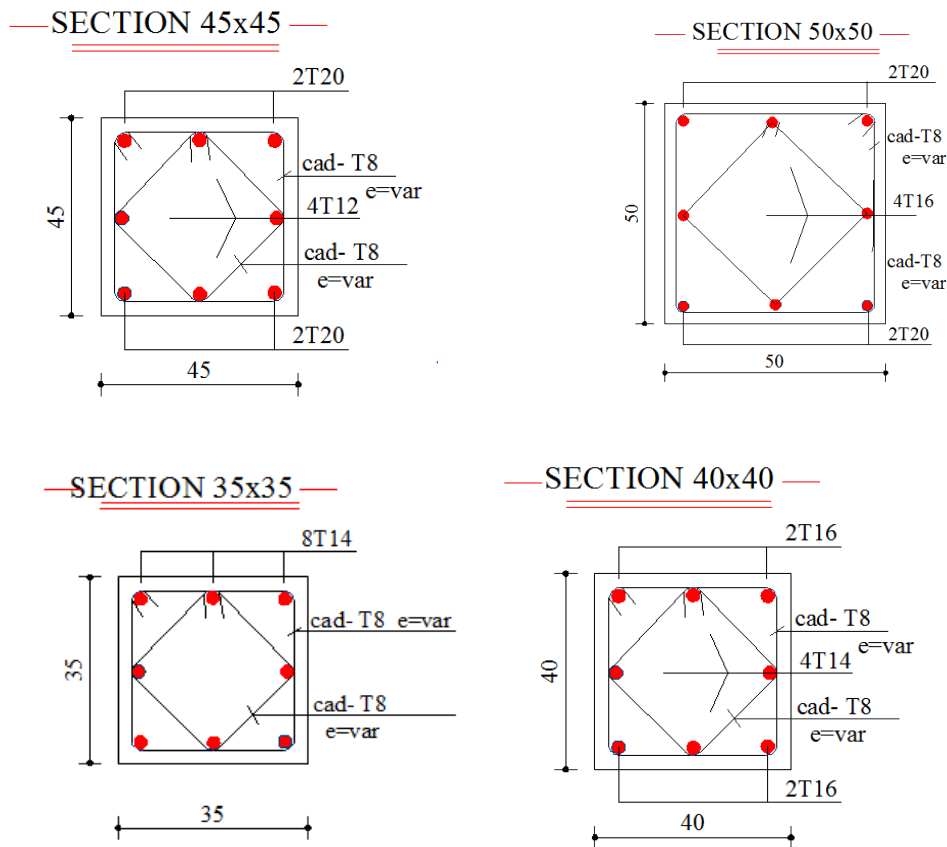 SECTION 45x45
2T20
cad- T8
e=var
4T12
cad- T8
e=var
2T20
45
45
SECTION 50x50
2T20
cad-T8
e=var
4T16
cad-T8
e=var
2T20
50
50
SECTION 35x35
8T14
cad- T8 e=var
cad- T8
e=var
35
35
SECTION 40x40
2T16
cad- T8
e=var
4T14
cad- T8
e=var
2T16
40
40